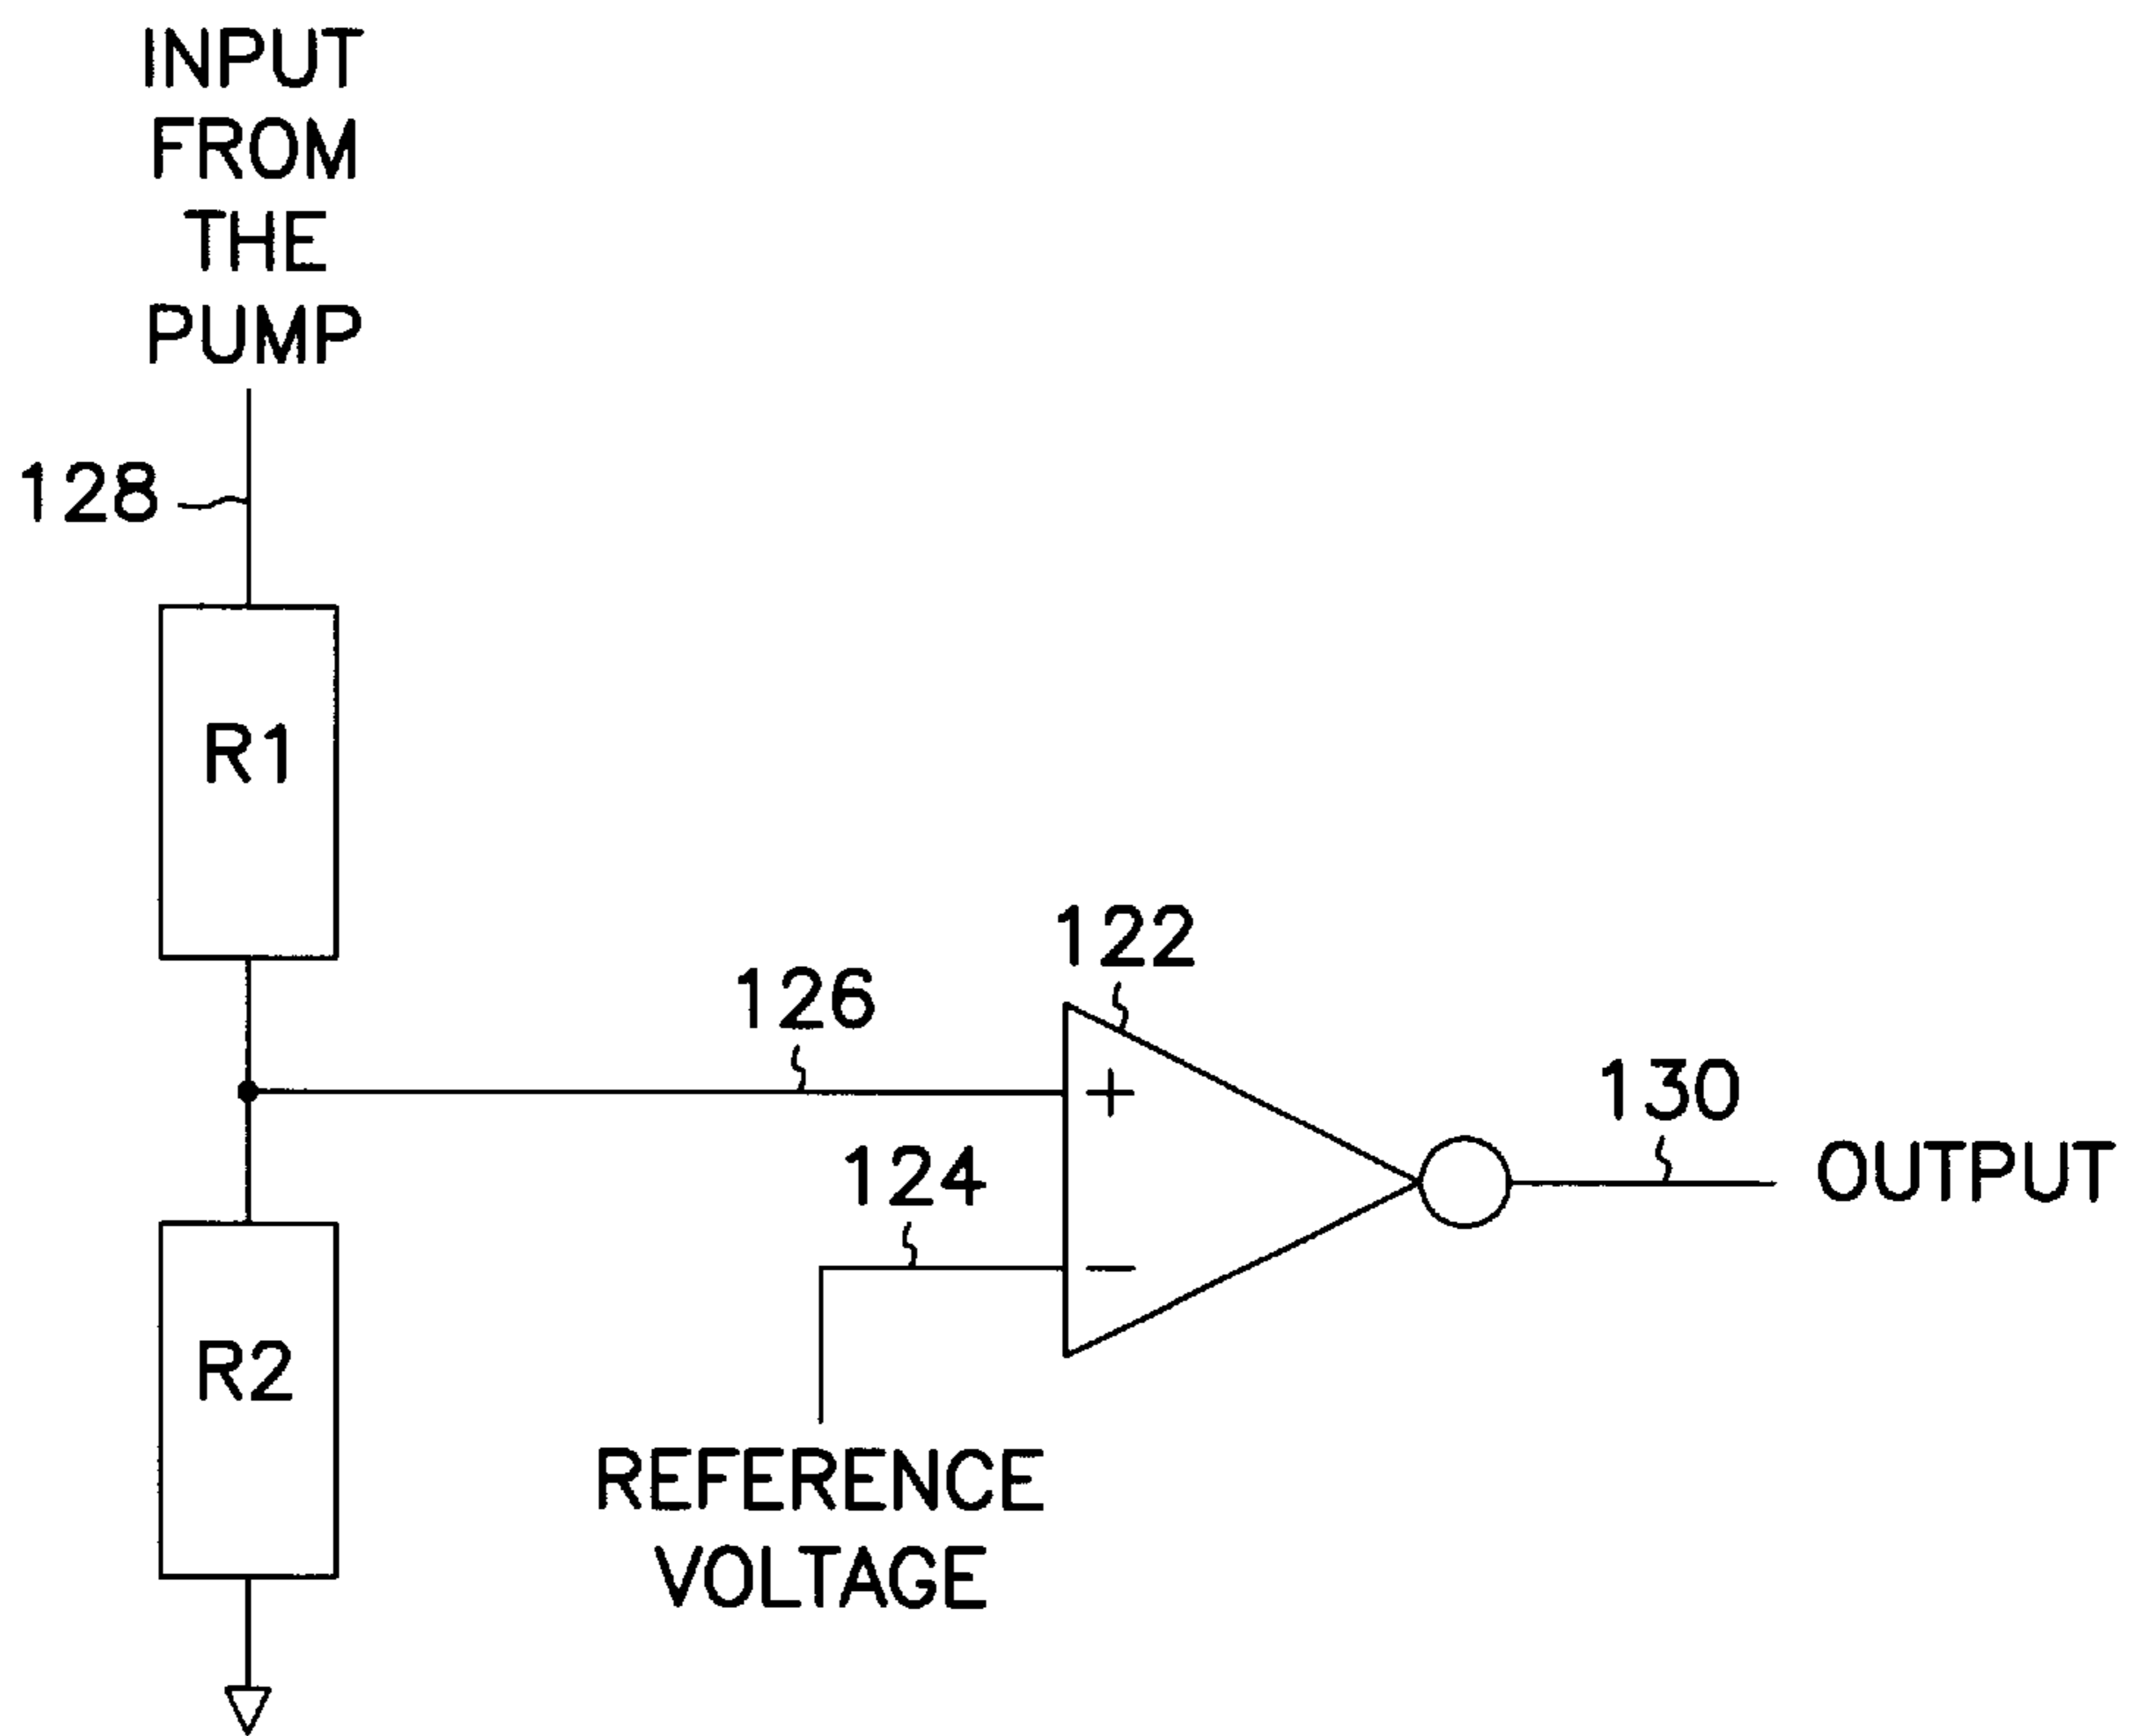 INPUT
FROM
THE
PUMP
128
R1
122
126
130
124
OUTPUT
R2
REFERENCE
VOLTAGE
+
−